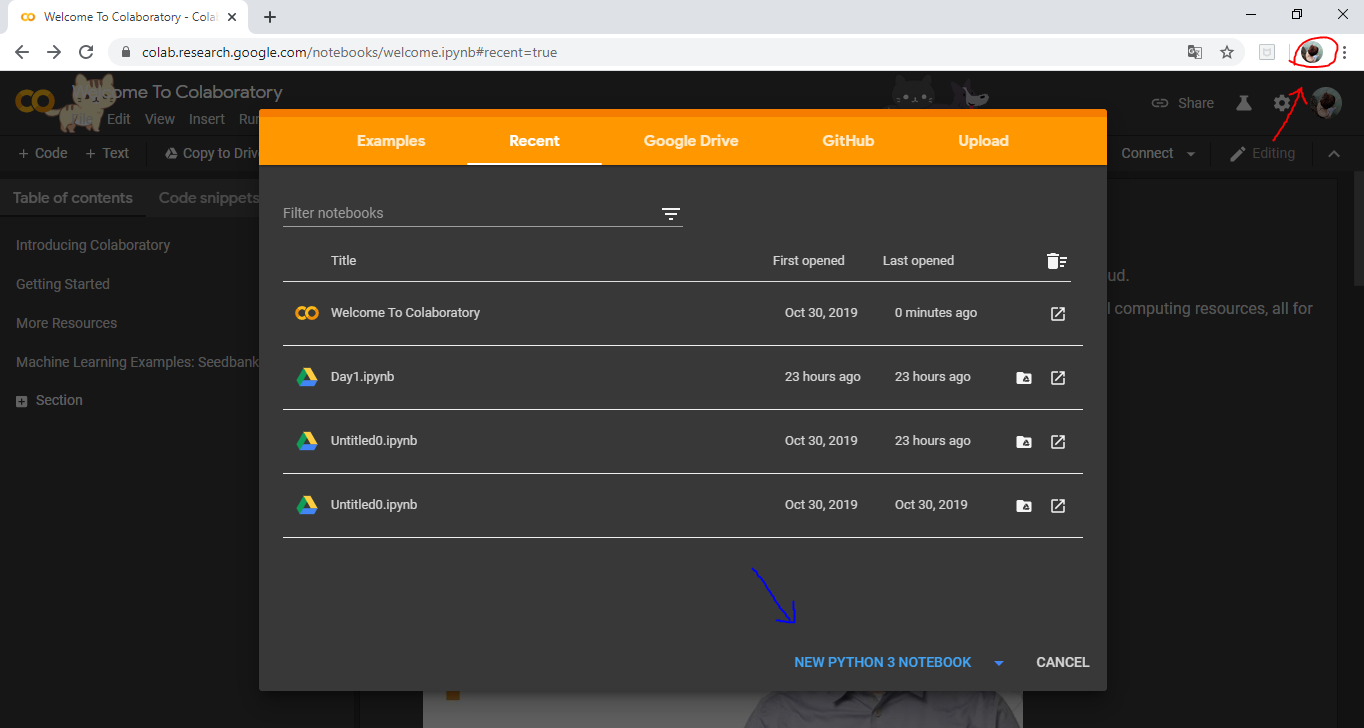 Welcome To Colaboratory - Cola
colab.research.google.com/notebooks/welcome.ipynb#recent=true
ome To Colaboratory
File Edit View Insert Run
Share
+ Code + Text Copy to Drive
Connect Editing
Examples Recent Google Drive GitHub Upload
Table of contents Code snippets
Filter notebooks
Introducing Colaboratory
Title First opened Last opened
Getting Started
ud.
Welcome To Colaboratory Oct 30, 2019 0 minutes ago
l computing resources, all for
More Resources
Machine Learning Examples: Seedbank
Day1.ipynb 23 hours ago 23 hours ago
Section
Untitled0.ipynb Oct 30, 2019 23 hours ago
Untitled0.ipynb Oct 30, 2019 Oct 30, 2019
NEW PYTHON 3 NOTEBOOK CANCEL